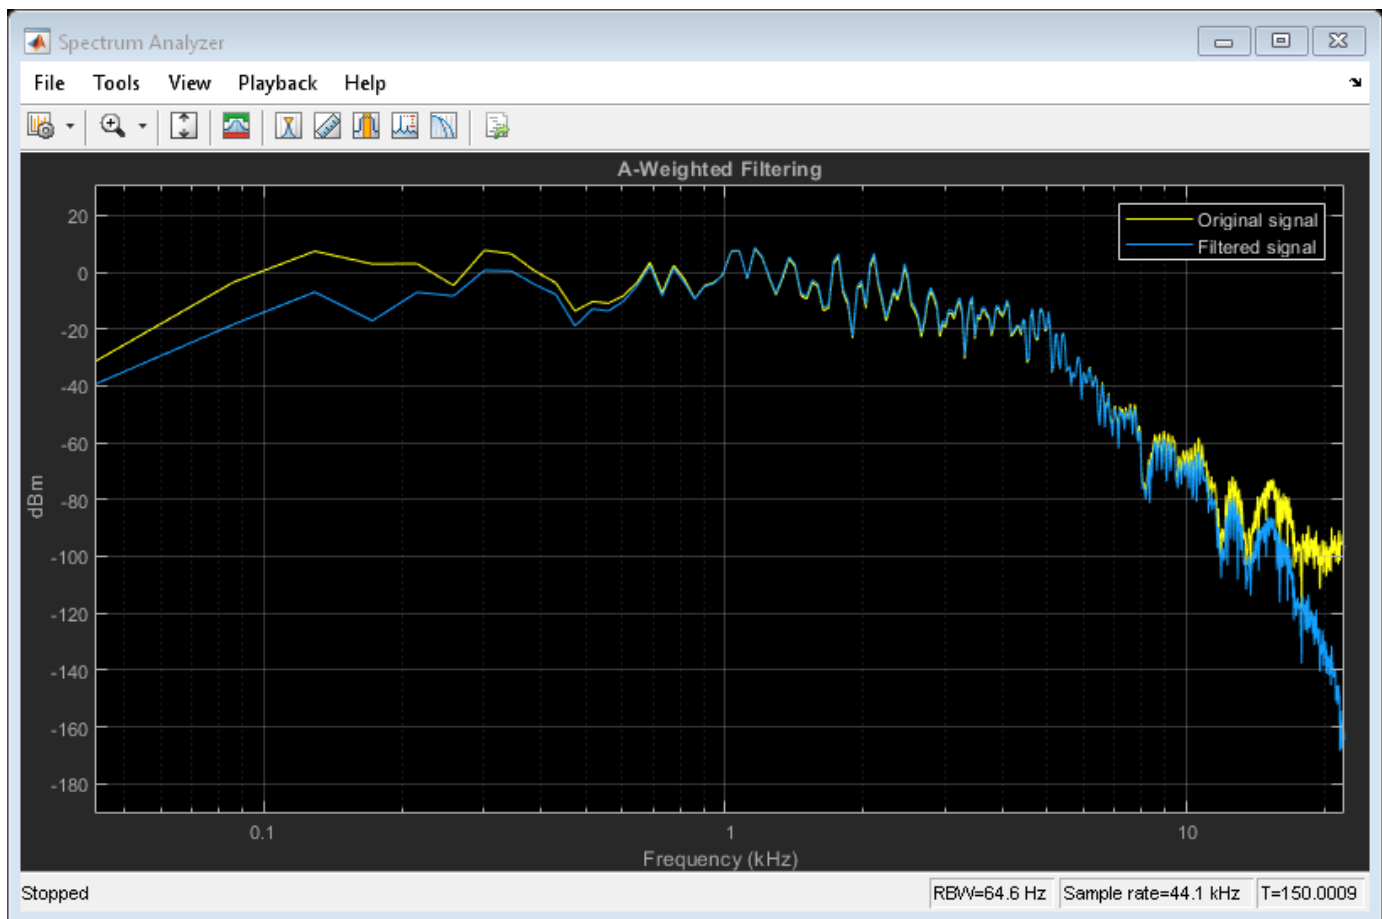 Spectrum Analyzer
File Tools View Playback Help
A-Weighted Filtering
Original signal
Filtered signal
20
0
-20
-40
-60
-80
-100
-120
-140
-160
-180
dBm
0.1 1 10
Frequency (kHz)
Stopped RBW=64.6 Hz Sample rate=44.1 kHz T=150.0009